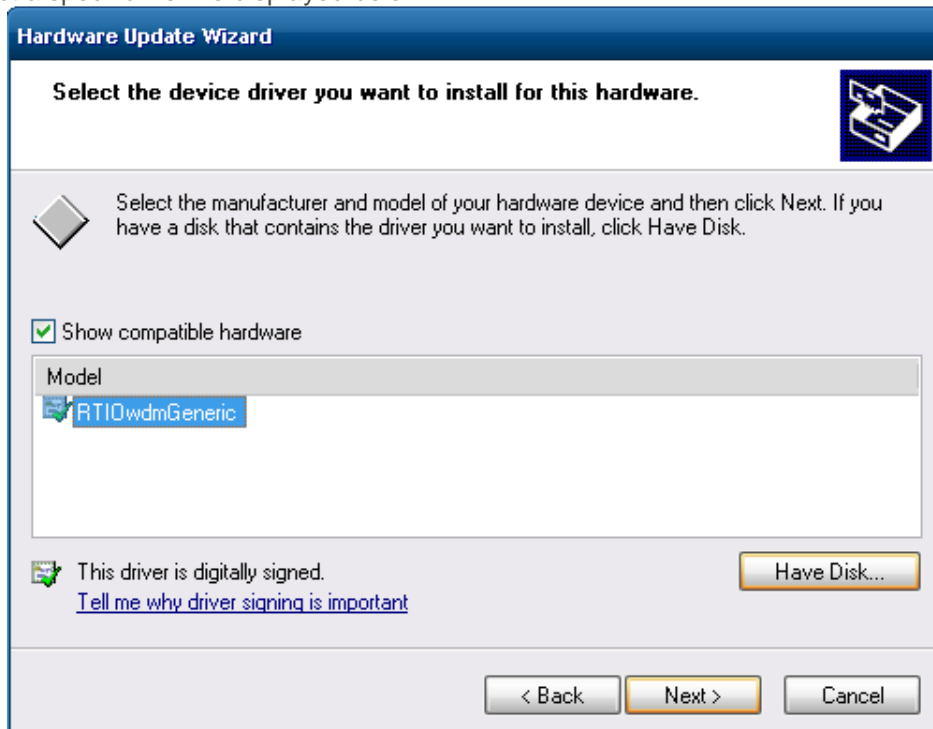 Hardware Update Wizard
Select the device driver you want to install for this hardware.
Select the manufacturer and model of your hardware device and then click Next. If you
have a disk that contains the driver you want to install, click Have Disk.
Show compatible hardware
Model
RTIOwdmGeneric
This driver is digitally signed.
Have Disk...
Tell me why driver signing is important
< Back
Next >
Cancel